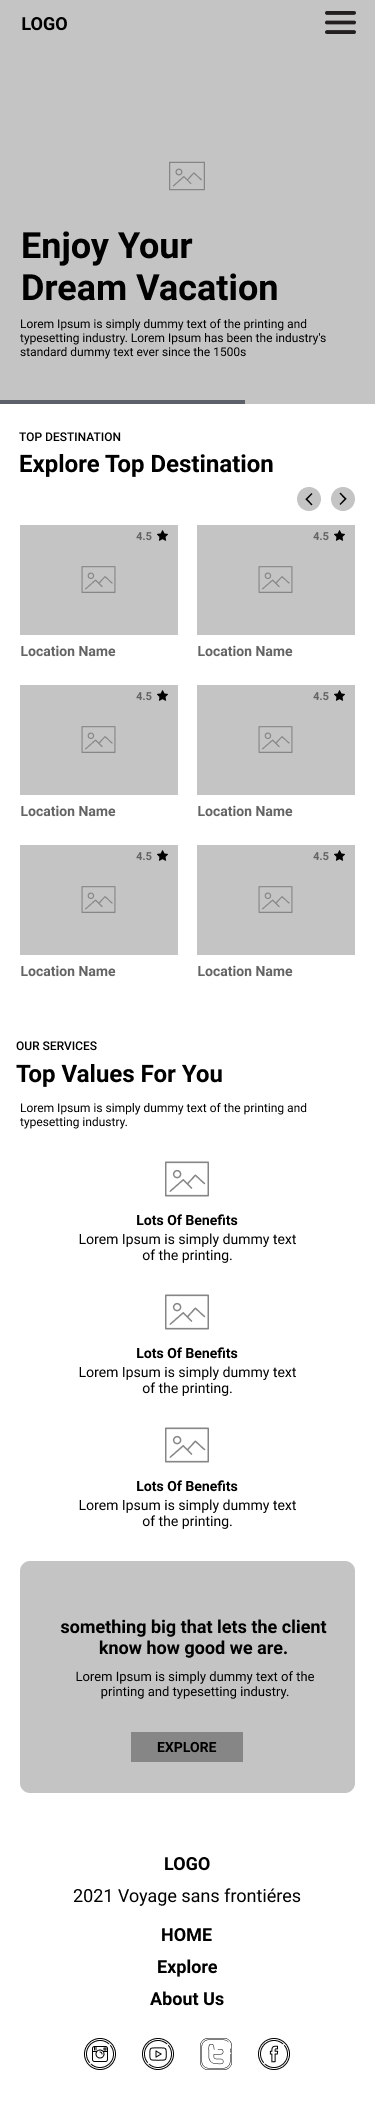 LOGO
Enjoy Your
Dream Vacation
Lorem Ipsum is simply dummy text of the printing and
typesetting industry. Lorem Ipsum has been the industry's
standard dummy text ever since the 1500s
TOP DESTINATION
Explore Top Destination
4.5
4.5
Location Name
Location Name
4.5
4.5
Location Name
Location Name
4.5
4.5
Location Name
Location Name
OUR SERVICES
Top Values For You
Lorem Ipsum is simply dummy text of the printing and
typesetting industry.
Lots Of Benefits
Lorem Ipsum is simply dummy text
of the printing.
Lots Of Benefits
Lorem Ipsum is simply dummy text
of the printing.
Lots Of Benefits
Lorem Ipsum is simply dummy text
of the printing.
something big that lets the client
know how good we are.
Lorem Ipsum is simply dummy text of the
printing and typesetting industry.
EXPLORE
LOGO
2021 Voyage sans frontiéres
HOME
Explore
About Us